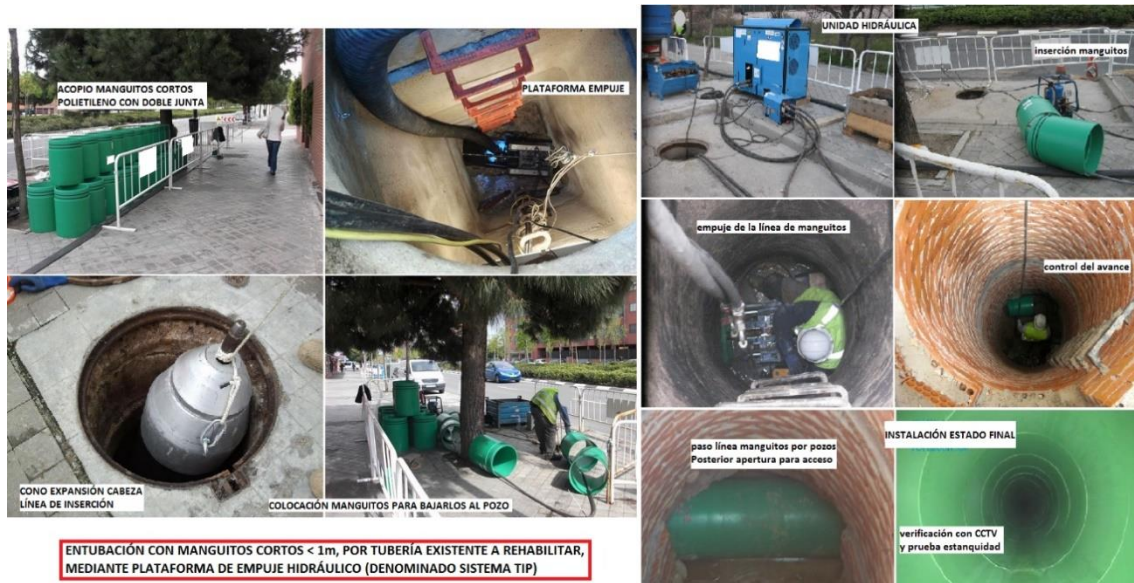 ACOPIO MANGUITOS CORTOS
POLIETILENO CON DOBLE JUNTA
PLATAFORMA EMPUJE
CONO EXPANSIÓN CABEZA
LÍNEA DE INSERCIÓN
COLOCACIÓN MANGUITOS PARA BAJARLOS AL POZO
UNIDAD HIDRÁULICA
inserción manguitos
empuje de la línea de manguitos
control del avance
paso línea manguitos por pozos
Posterior apertura para acceso
INSTALACIÓN ESTADO FINAL
verificación con CCTV
y prueba estanquidad
ENTUBACIÓN CON MANGUITOS CORTOS < 1m, POR TUBERÍA EXISTENTE A REHABILITAR,
MEDIANTE PLATAFORMA DE EMPUJE HIDRÁULICO (DENOMINADO SISTEMA TIP)